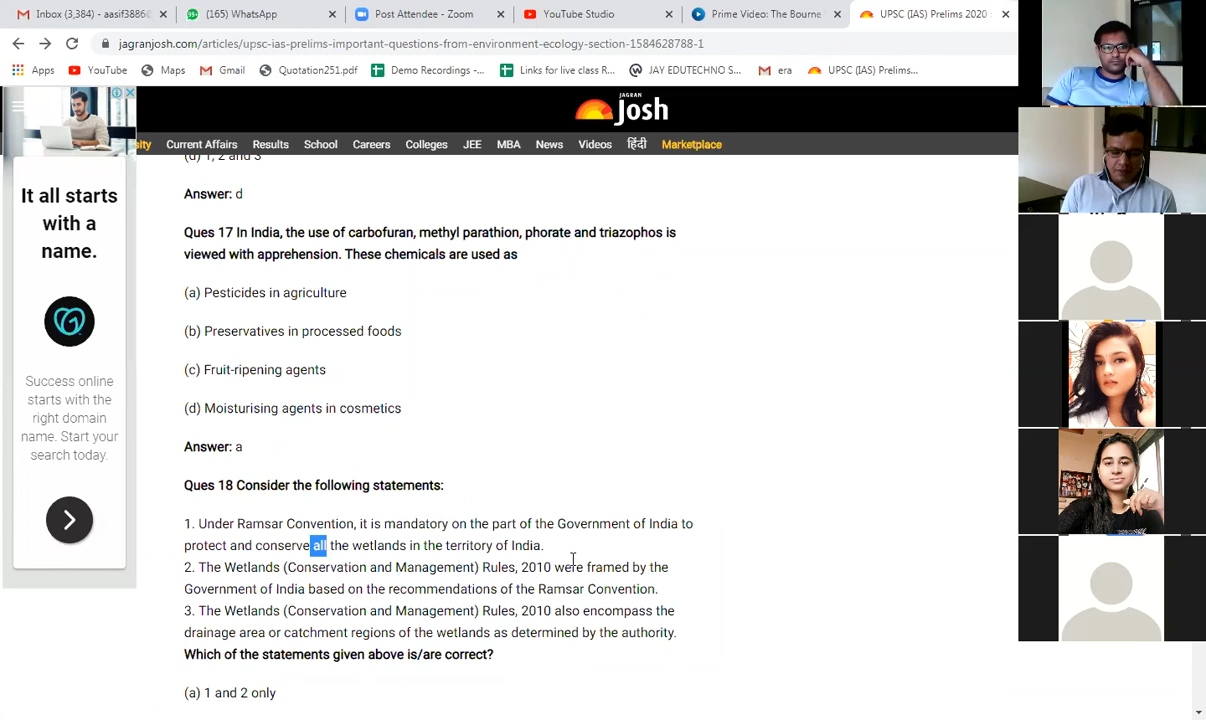 Inbox (3,384) - aasif3886@
(165) WhatsApp
Post Attendee - Zoom
YouTube Studio
Prime Video: The Bourne
UPSC (IAS) Prelims 2020
jagranjosh.com/articles/upsc-ias-prelims-important-questions-from-environment-ecology-section-1584628788-1
Apps
YouTube
Maps
Gmail
Quotation251.pdf
Demo Recordings -...
Links for live class R...
JAY EDUTECHNO S...
era
UPSC (IAS) Prelims...
JAGRAN
Josh
Current Affairs
Results
School
Careers
Colleges
JEE
MBA
News
Videos
हिंदी
Marketplace
It all starts
with a
name.
Success online
starts with the
right domain
name. Start your
search today.
(d) 1, 2 and 3
Answer: d
Ques 17 In India, the use of carbofuran, methyl parathion, phorate and triazophos is
viewed with apprehension. These chemicals are used as
(a) Pesticides in agriculture
(b) Preservatives in processed foods
(c) Fruit-ripening agents
(d) Moisturising agents in cosmetics
Answer: a
Ques 18 Consider the following statements:
1. Under Ramsar Convention, it is mandatory on the part of the Government of India to
protect and conserve all the wetlands in the territory of India.
2. The Wetlands (Conservation and Management) Rules, 2010 were framed by the
Government of India based on the recommendations of the Ramsar Convention.
3. The Wetlands (Conservation and Management) Rules, 2010 also encompass the
drainage area or catchment regions of the wetlands as determined by the authority.
Which of the statements given above is/are correct?
(a) 1 and 2 only